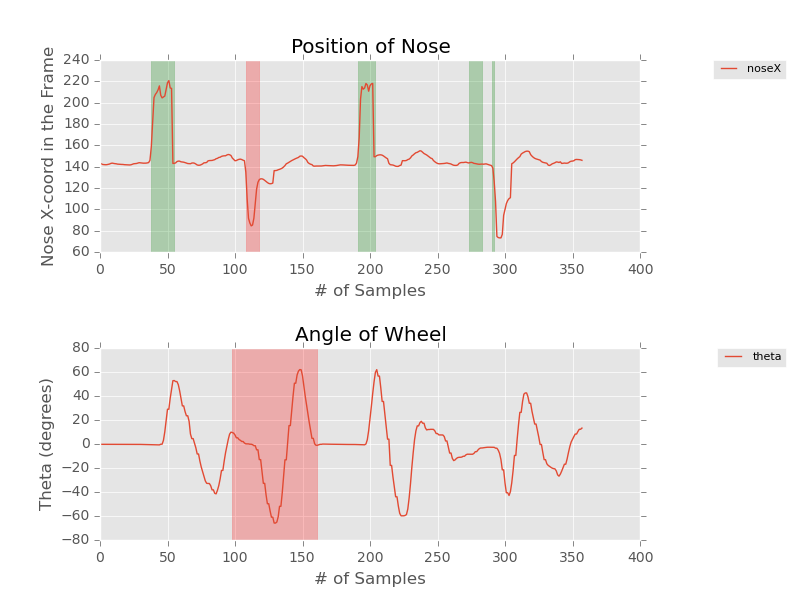 Position of Nose
240
220
200
180
160
140
120
100
80
60
Nose X-coord in the Frame
0 50 100 150 200 250 300 350 400
# of Samples
noseX
Angle of Wheel
80
60
40
20
0
−20
−40
−60
−80
Theta (degrees)
0 50 100 150 200 250 300 350 400
# of Samples
theta